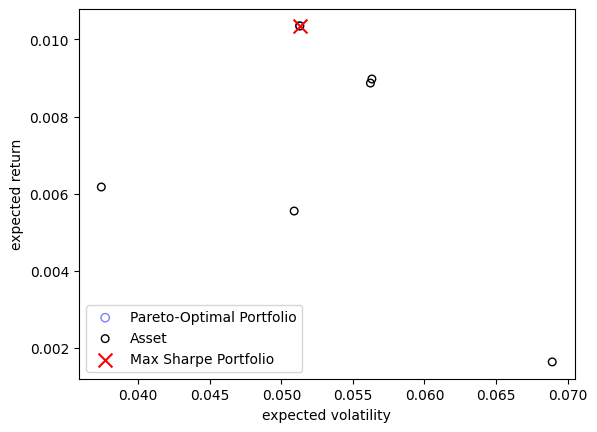 0.010
0.008
0.006
0.004
0.002
expected return
Pareto-Optimal Portfolio
Asset
Max Sharpe Portfolio
0.040 0.045 0.050 0.055 0.060 0.065 0.070
expected volatility